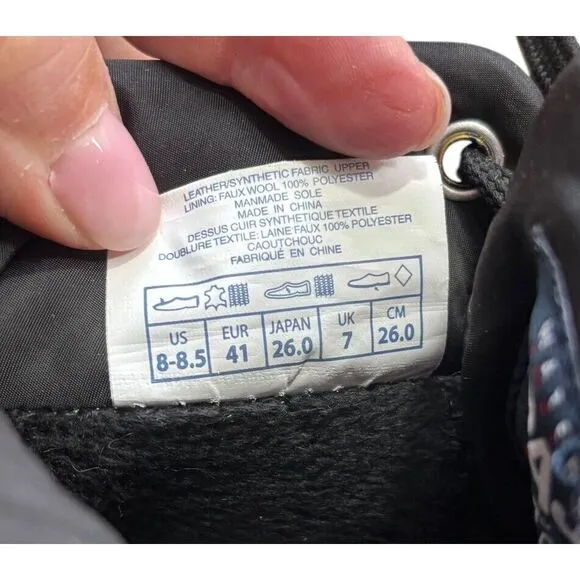 LEATHER/SYNTHETIC FABRIC UPPER
LINING: FAUX WOOL 100% POLYESTER
MANMADE SOLE
MADE IN CHINA
DESSUS CUIR SYNTHETIQUE TEXTILE
DOUBLURE TEXTILE: LAINE FAUX 100% POLYESTER
CAOUTCHOUC
FABRIQUÉ EN CHINE
US EUR JAPAN UK CM
8-8.5 41 26.0 7 26.0